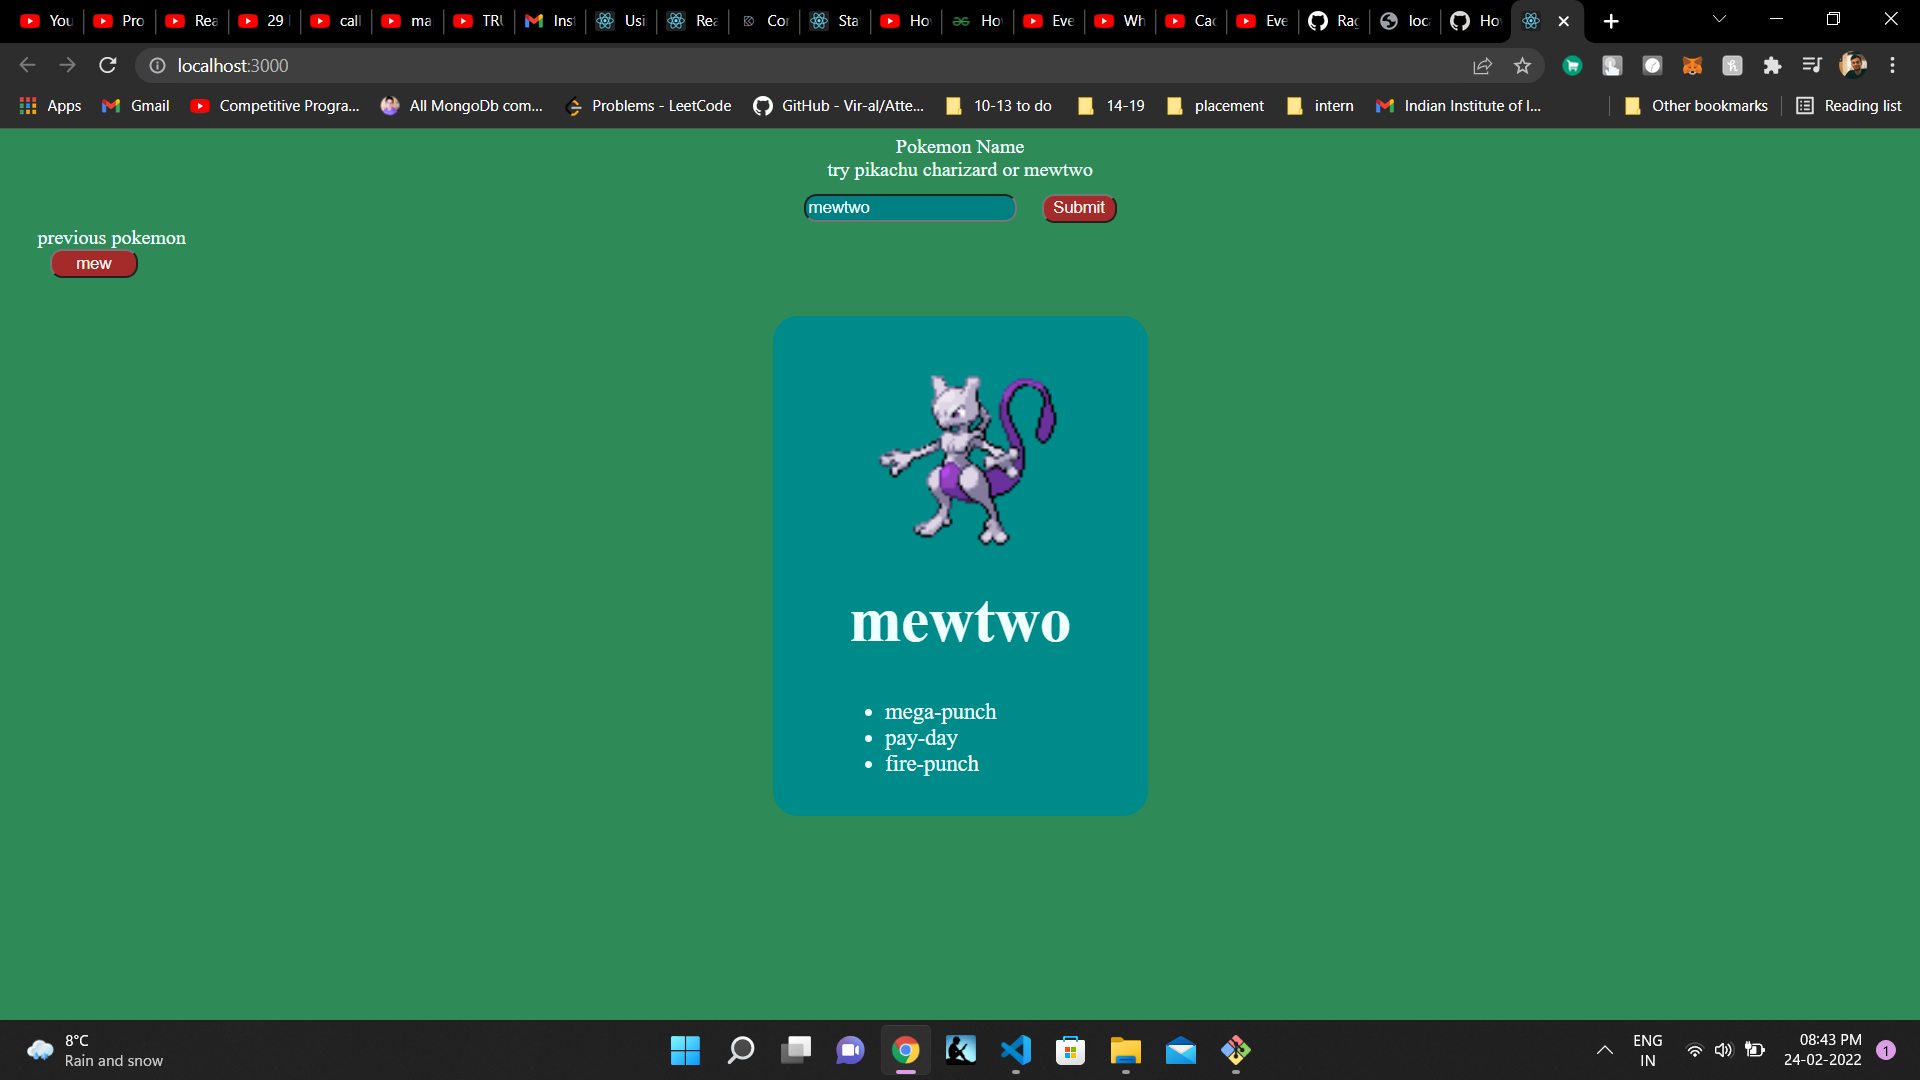 You
Pro
Rea
29
call
ma
TRU
Inst
Usi
Rea
Cor
Sta
Ho
Ho
Eve
Wh
Cac
Eve
Rag
loc
Ho
localhost:3000
Apps
Gmail
Competitive Progra...
All MongoDb com...
Problems - LeetCode
GitHub - Vir-al/Atte...
10-13 to do
14-19
placement
intern
Indian Institute of I...
Other bookmarks
Reading list
Pokemon Name
try pikachu charizard or mewtwo
mewtwo
Submit
previous pokemon
mew
mewtwo
mega-punch
pay-day
fire-punch
8°C
Rain and snow
ENG
IN
08:43 PM
24-02-2022
1